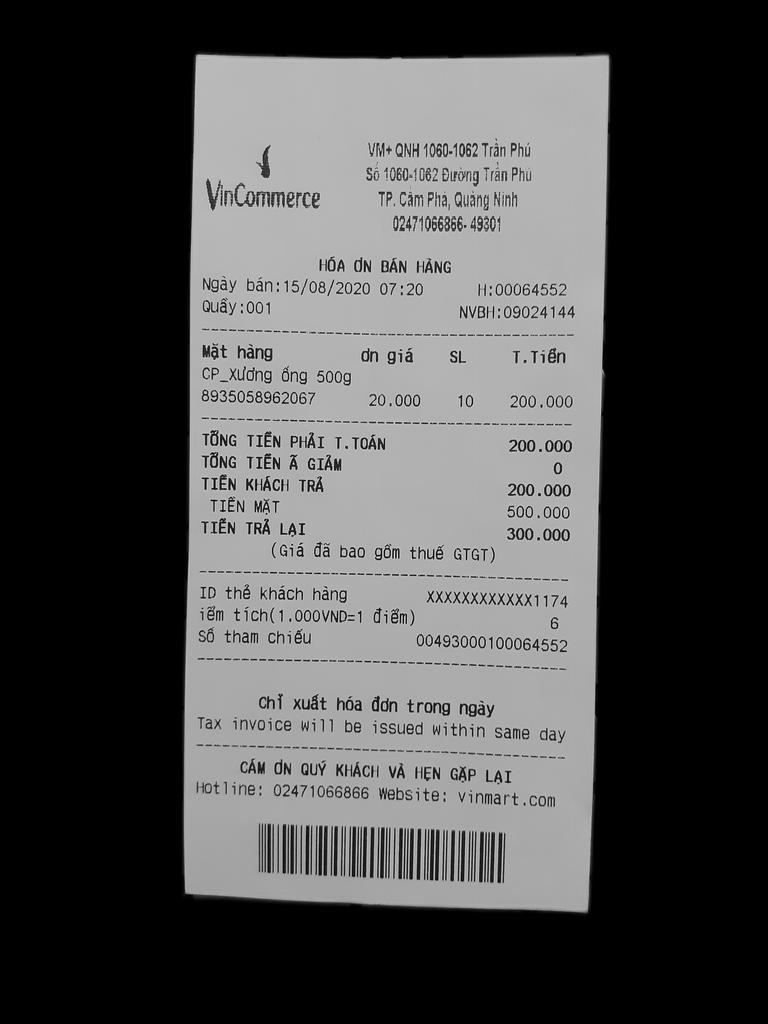 VinCommerce
VM+ QNH 1060-1062 Trần Phú
Số 1060-1062 Đường Trần Phú
TP. Cẩm Phả, Quảng Ninh
02471066866- 49301
HÓA ƠN BÁN HÀNG
Ngày bán:15/08/2020 07:20 H:00064552
Quầy:001 NVBH:09024144
Mặt hàng ơn giá SL T.Tiền
CP_Xương ống 500g
8935058962067 20.000 10 200.000
TỔNG TIỀN PHẢI T.TOÁN 200.000
TỔNG TIỀN Ã GIẢM 0
TIỀN KHÁCH TRẢ 200.000
TIỀN MẶT 500.000
TIỀN TRẢ LẠI 300.000
(Giá đã bao gồm thuế GTGT)
ID thẻ khách hàng XXXXXXXXXXXX1174
iểm tích(1.000VND=1 điểm) 6
Số tham chiếu 00493000100064552
Chỉ xuất hóa đơn trong ngày
Tax invoice will be issued within same day
CÁM ƠN QUÝ KHÁCH VÀ HẸN GẶP LẠI
Hotline: 02471066866 Website: vinmart.com